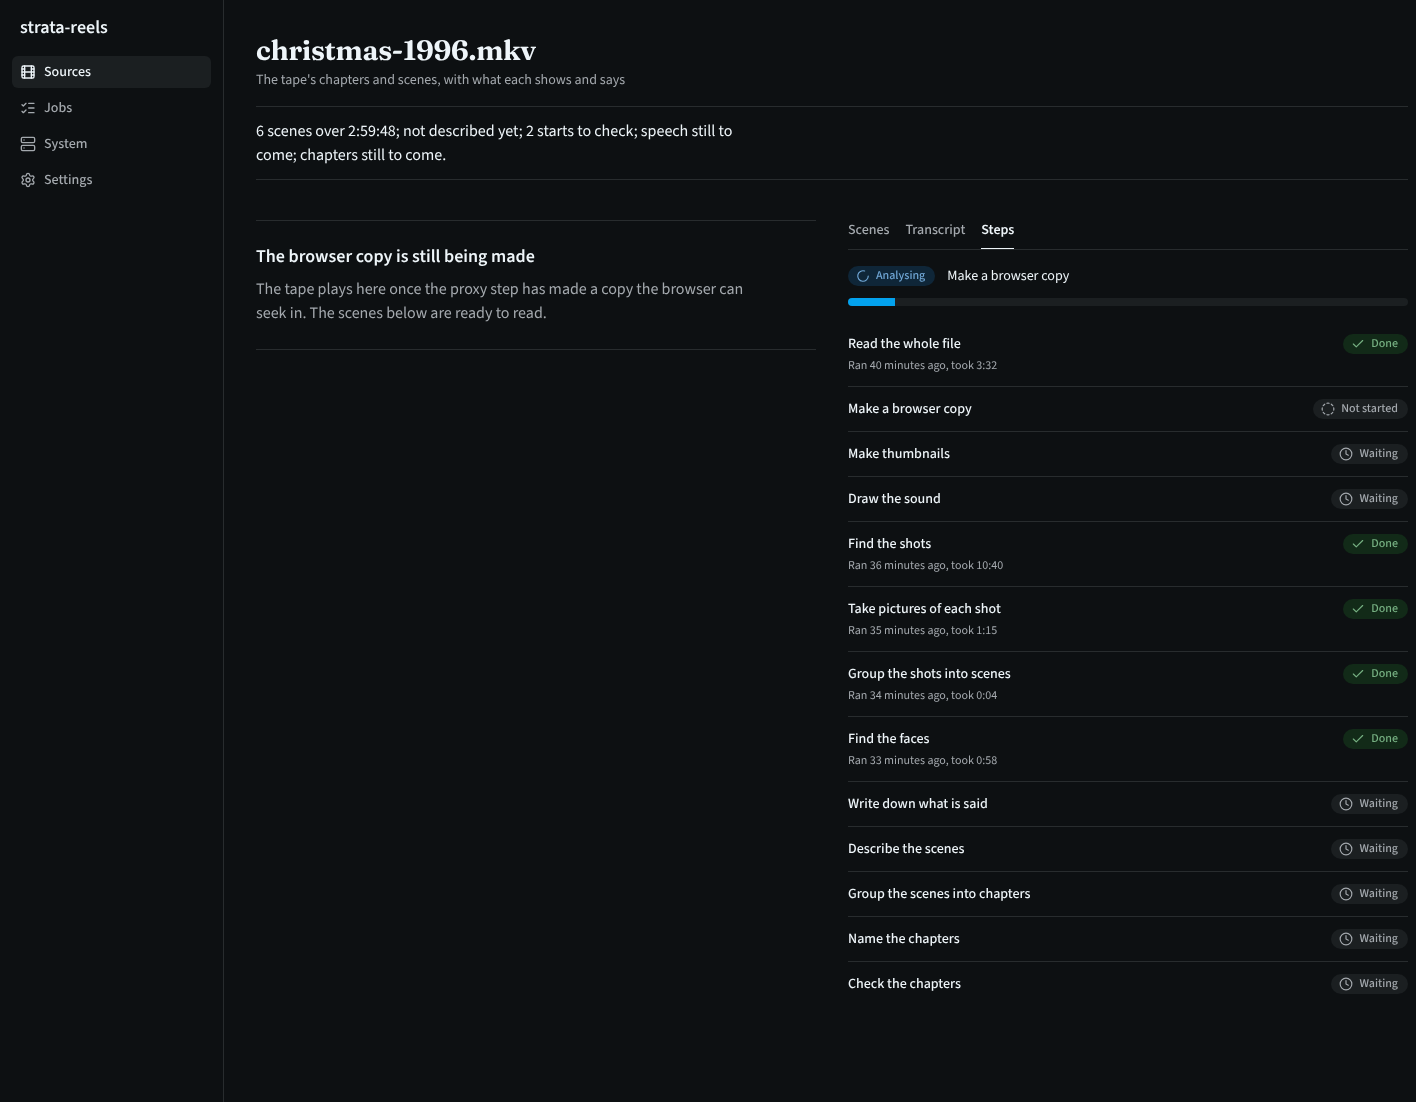 strata-reels
Sources
Jobs
System
Settings
christmas-1996.mkv
The tape's chapters and scenes, with what each shows and says
6 scenes over 2:59:48; not described yet; 2 starts to check; speech still to
come; chapters still to come.
The browser copy is still being made
The tape plays here once the proxy step has made a copy the browser can
seek in. The scenes below are ready to read.
Scenes Transcript Steps
Analysing Make a browser copy
Read the whole file Done
Ran 40 minutes ago, took 3:32
Make a browser copy Not started
Make thumbnails Waiting
Draw the sound Waiting
Find the shots Done
Ran 36 minutes ago, took 10:40
Take pictures of each shot Done
Ran 35 minutes ago, took 1:15
Group the shots into scenes Done
Ran 34 minutes ago, took 0:04
Find the faces Done
Ran 33 minutes ago, took 0:58
Write down what is said Waiting
Describe the scenes Waiting
Group the scenes into chapters Waiting
Name the chapters Waiting
Check the chapters Waiting